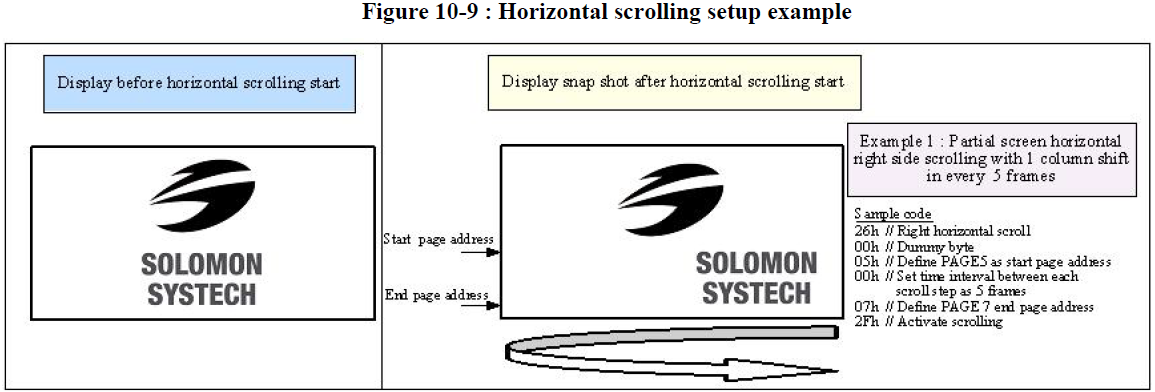 Figure 10-9 : Horizontal scrolling setup example
Display before horizontal scrolling start
SOLOMON
SYSTECH
Display snap shot after horizontal scrolling start
Start page address
End page address
SOLOMON
SYSTECH
Example 1 : Partial screen horizontal
right side scrolling with 1 column shift
in every 5 frames
Sample code
26h // Right horizontal scroll
00h // Dummy byte
05h // Define PAGE5 as start page address
00h // Set time interval between each
scroll step as 5 frames
07h // Define PAGE 7 end page address
2Fh // Activate scrolling